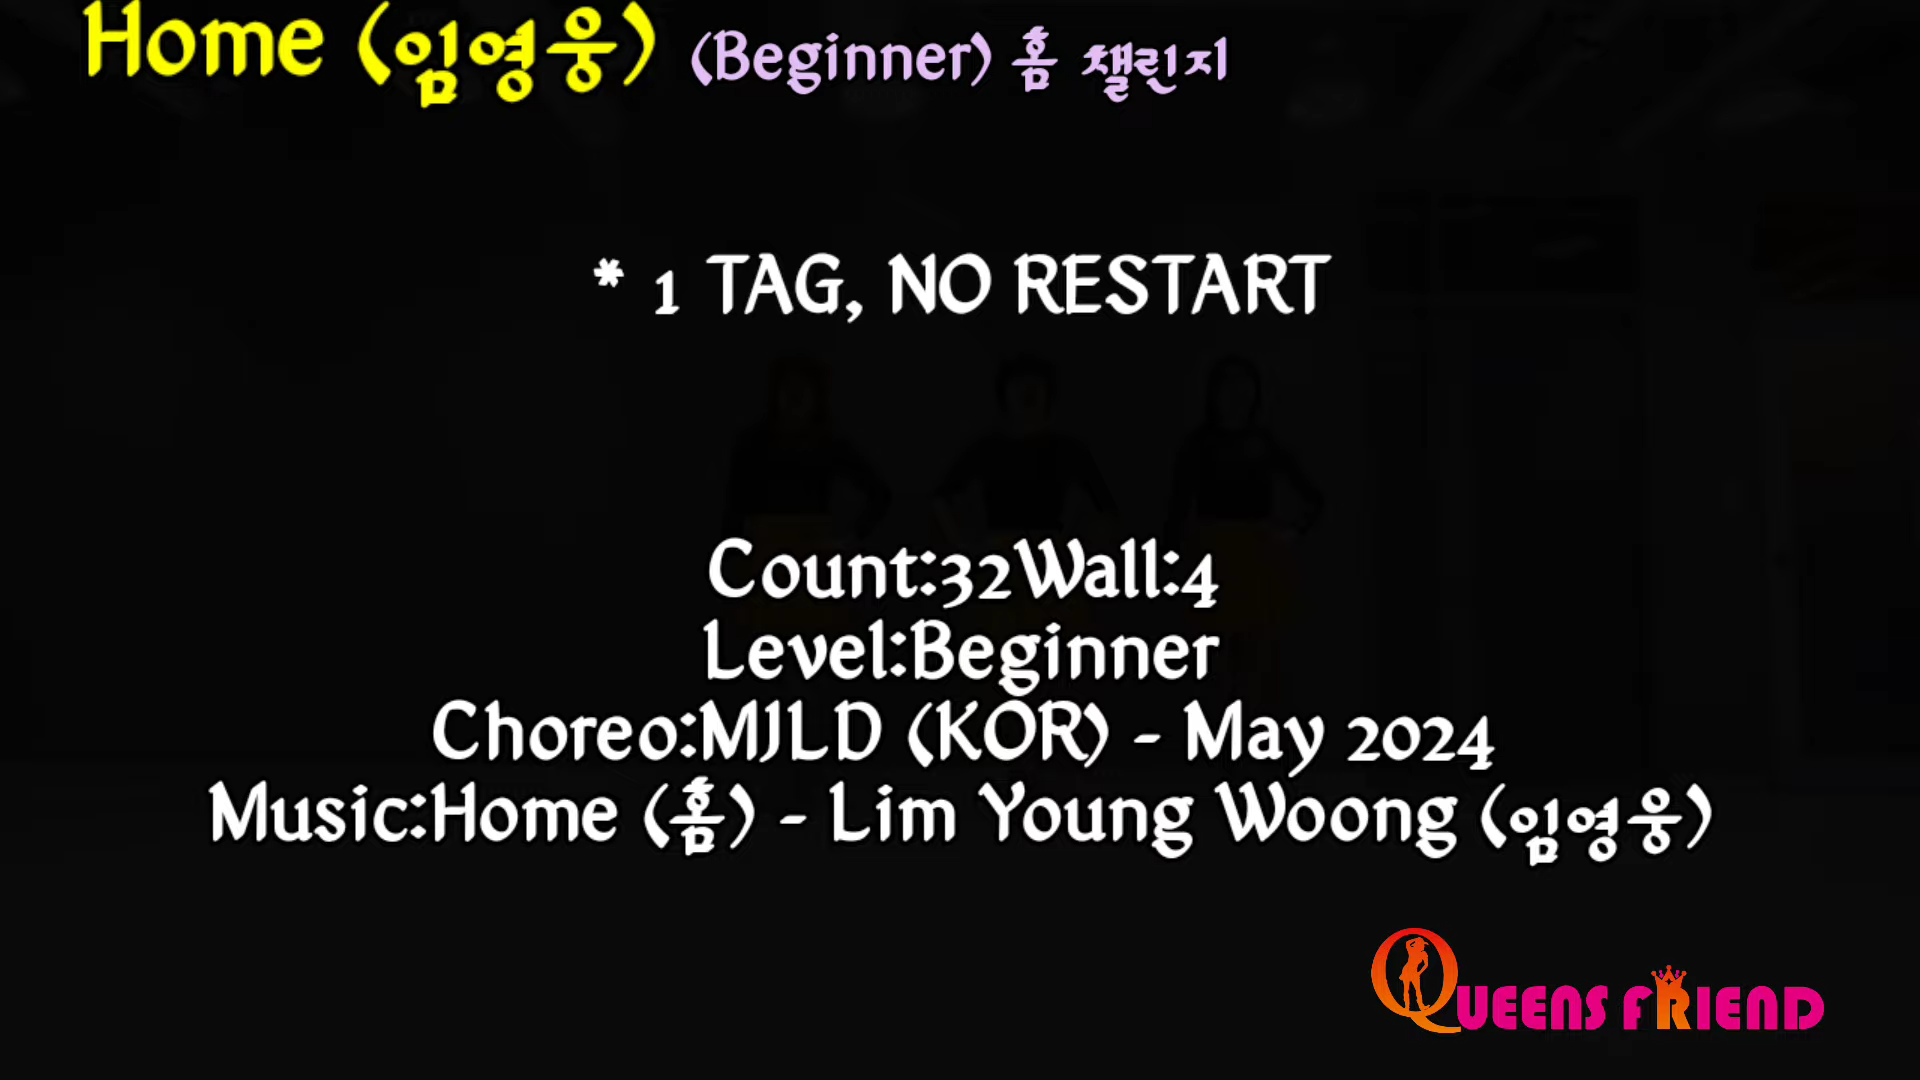 Home (임영웅) (Beginner) 홈 챌린지
* 1 TAG, NO RESTART
Count:32Wall:4
Level:Beginner
Choreo:MJLD (KOR) - May 2024
Music:Home (홈) - Lim Young Woong (임영웅)
QUEENS FRIEND